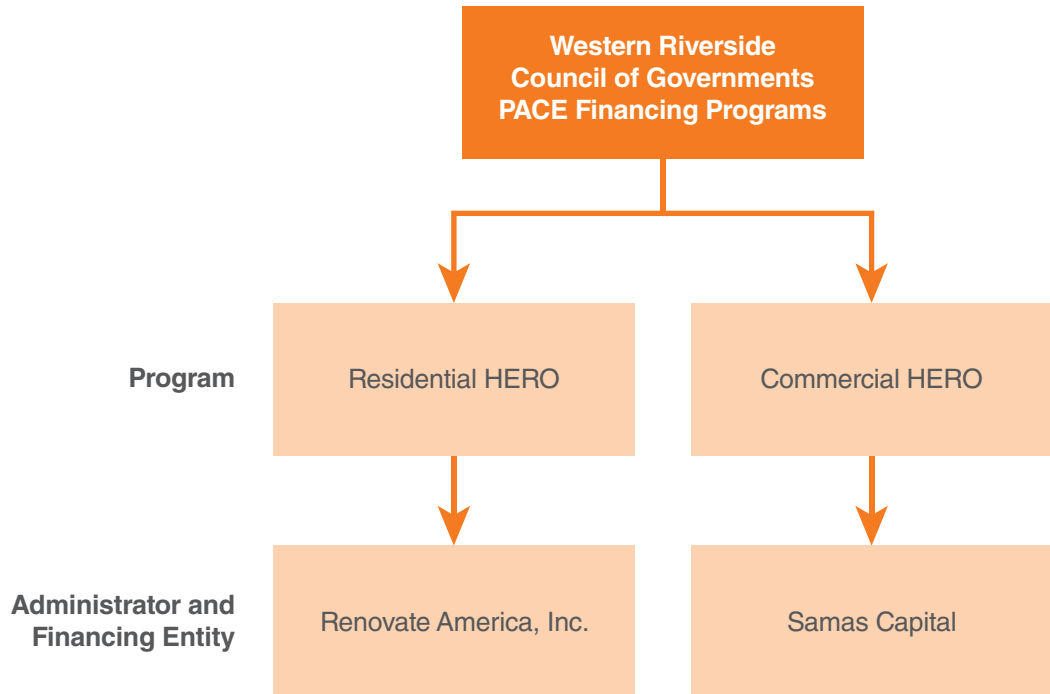 Western Riverside
Council of Governments
PACE Financing Programs
Program
Residential HERO
Commercial HERO
Administrator and
Financing Entity
Renovate America, Inc.
Samas Capital